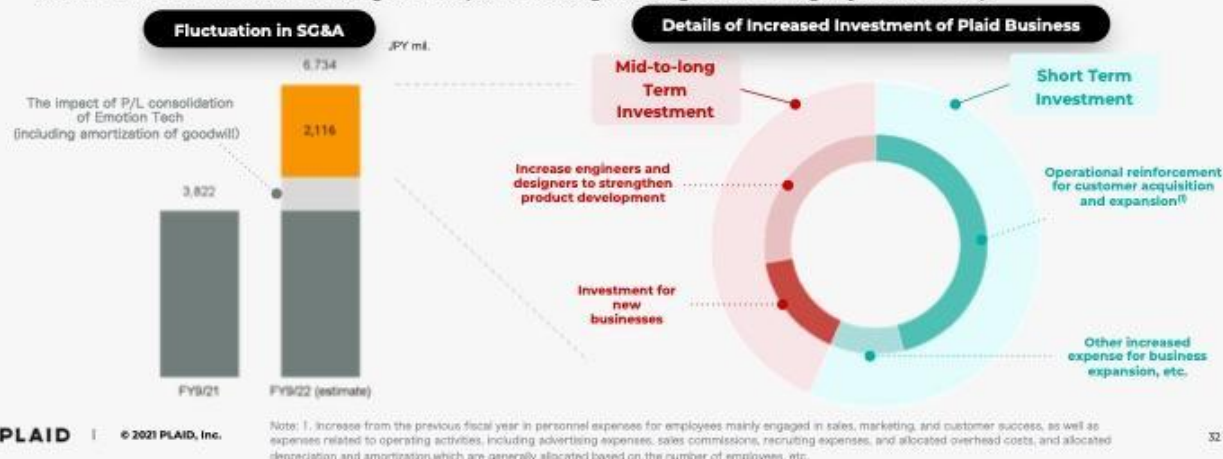 Fluctuation in SG&A
JPY mil.
6,734
The impact of P/L consolidation
of Emotion Tech
(including amortization of goodwill)
2,116
3,822
FY9/21
FY9/22 (estimate)
Details of Increased Investment of Plaid Business
Mid-to-long
Term
Investment
Short Term
Investment
Increase engineers and
designers to strengthen
product development
Operational reinforcement
for customer acquisition
and expansion(1)
Investment for
new
businesses
Other increased
expense for business
expansion, etc.
PLAID | © 2021 PLAID, Inc.
Note: 1. Increase from the previous fiscal year in personnel expenses for employees mainly engaged in sales, marketing, and customer success, as well as
expenses related to operating activities, including advertising expenses, sales commissions, recruiting expenses, and allocated overhead costs, and allocated
depreciation and amortization which are generally allocated based on the number of employees, etc.
32